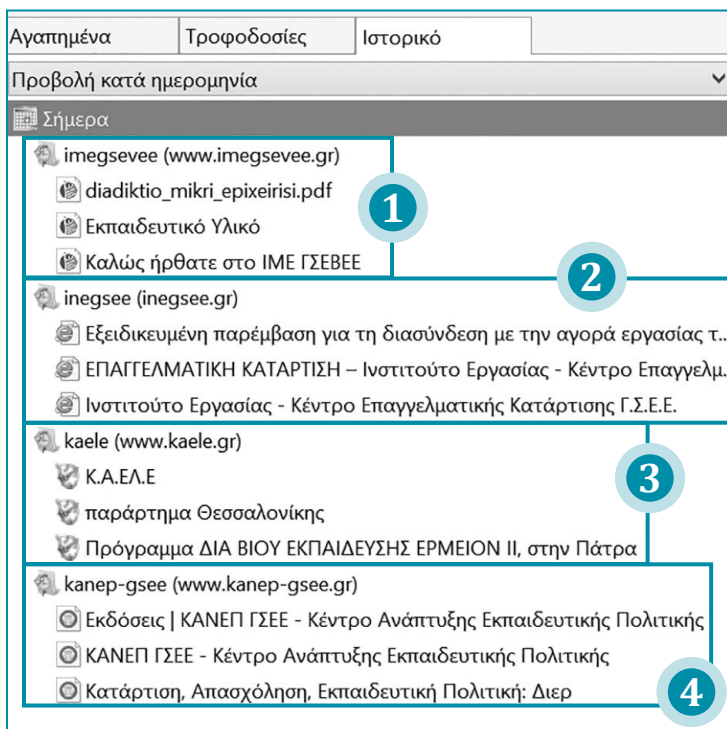 Αγαπημένα Τροφοδοσίες Ιστορικό
Προβολή κατά ημερομηνία
Σήμερα
imegsevee (www.imegsevee.gr)
diadiktio_mikri_epixeirisi.pdf
Εκπαιδευτικό Υλικό
1
Καλώς ήρθατε στο ΙΜΕ ΓΣΕΒΕΕ
2
inegsee (inegsee.gr)
Εξειδικευμένη παρέμβαση για τη διασύνδεση με την αγορά εργασίας τ..
ΕΠΑΓΓΕΛΜΑΤΙΚΗ ΚΑΤΑΡΤΙΣΗ – Ινστιτούτο Εργασίας - Κέντρο Επαγγελμ.
Ινστιτούτο Εργασίας - Κέντρο Επαγγελματικής Κατάρτισης Γ.Σ.Ε.Ε.
kaele (www.kaele.gr)
Κ.Α.ΕΛ.Ε
3
παράρτημα Θεσσαλονίκης
Πρόγραμμα ΔΙΑ ΒΙΟΥ ΕΚΠΑΙΔΕΥΣΗΣ ΕΡΜΕΙΟΝ ΙΙ, στην Πάτρα
kanep-gsee (www.kanep-gsee.gr)
Εκδόσεις | ΚΑΝΕΠ ΓΣΕΕ - Κέντρο Ανάπτυξης Εκπαιδευτικής Πολιτικής
ΚΑΝΕΠ ΓΣΕΕ - Κέντρο Ανάπτυξης Εκπαιδευτικής Πολιτικής
Κατάρτιση, Απασχόληση, Εκπαιδευτική Πολιτική: Διερ
4